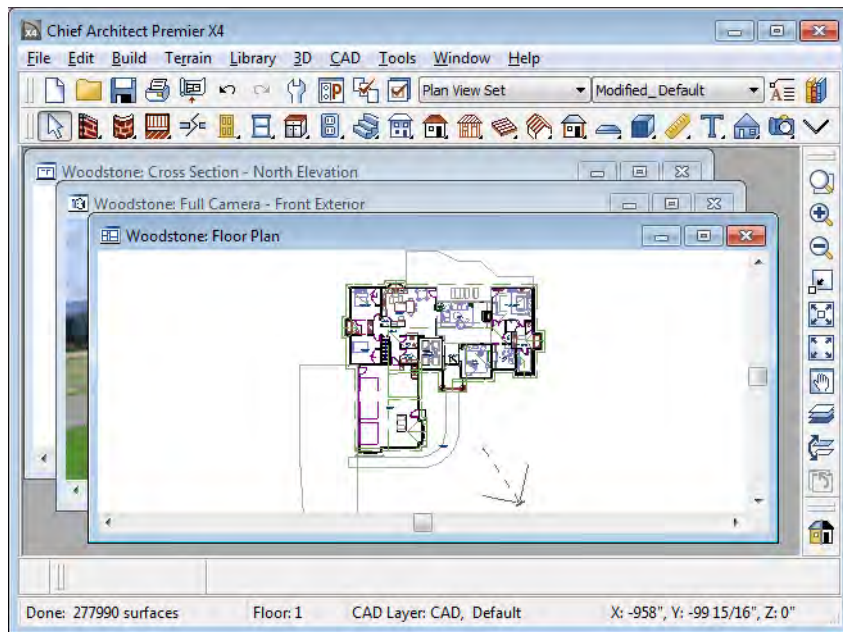 Chief Architect Premier X4
File Edit Build Terrain Library 3D CAD Tools Window Help
Plan View Set Modified_Default
Woodstone: Cross Section - North Elevation
Woodstone: Full Camera - Front Exterior
Woodstone: Floor Plan
Done: 277990 surfaces Floor: 1 CAD Layer: CAD, Default X: -958", Y: -99 15/16", Z: 0"